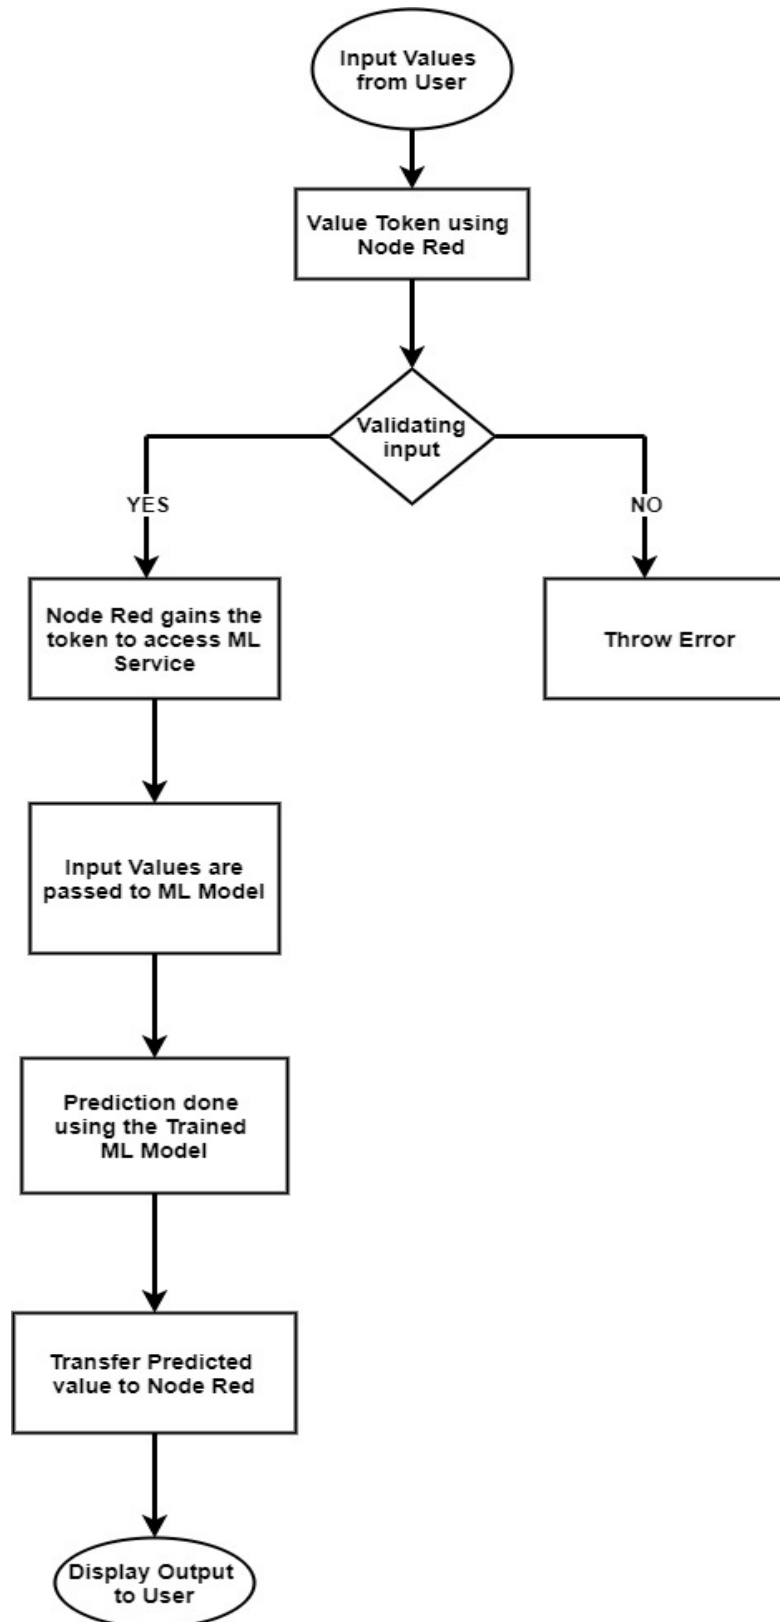 Input Values
from User
Value Token using
Node Red
Validating
input
YES
NO
Node Red gains the
token to access ML
Service
Throw Error
Input Values are
passed to ML Model
Prediction done
using the Trained
ML Model
Transfer Predicted
value to Node Red
Display Output
to User